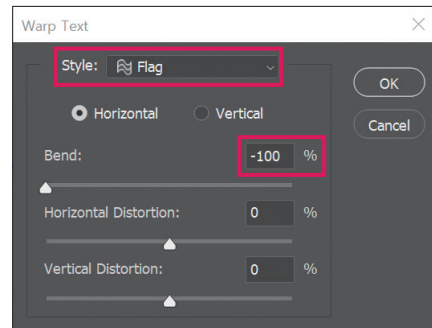 Warp Text
Style: Flag
OK
Horizontal Vertical
Cancel
Bend: -100 %
Horizontal Distortion: 0 %
Vertical Distortion: 0 %